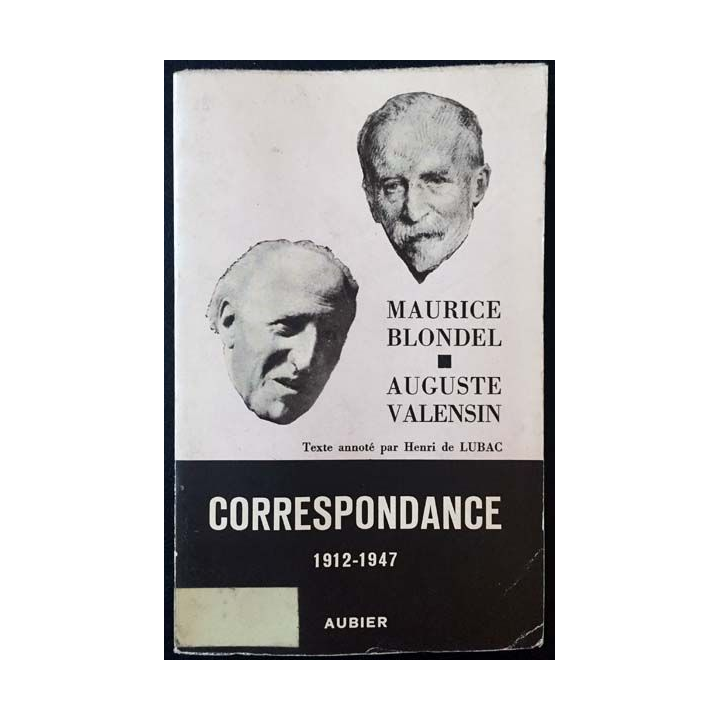 MAURICE
BLONDEL
AUGUSTE
VALENSIN
Texte annoté par Henri de LUBAC
CORRESPONDANCE
1912-1947
AUBIER